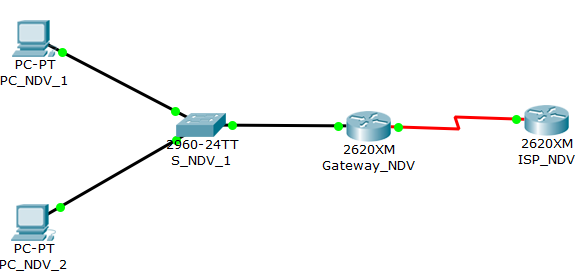 PC-PT
PC_NDV_1
2960-24TT
S_NDV_1
2620XM
Gateway_NDV
2620XM
ISP_NDV
PC-PT
PC_NDV_2